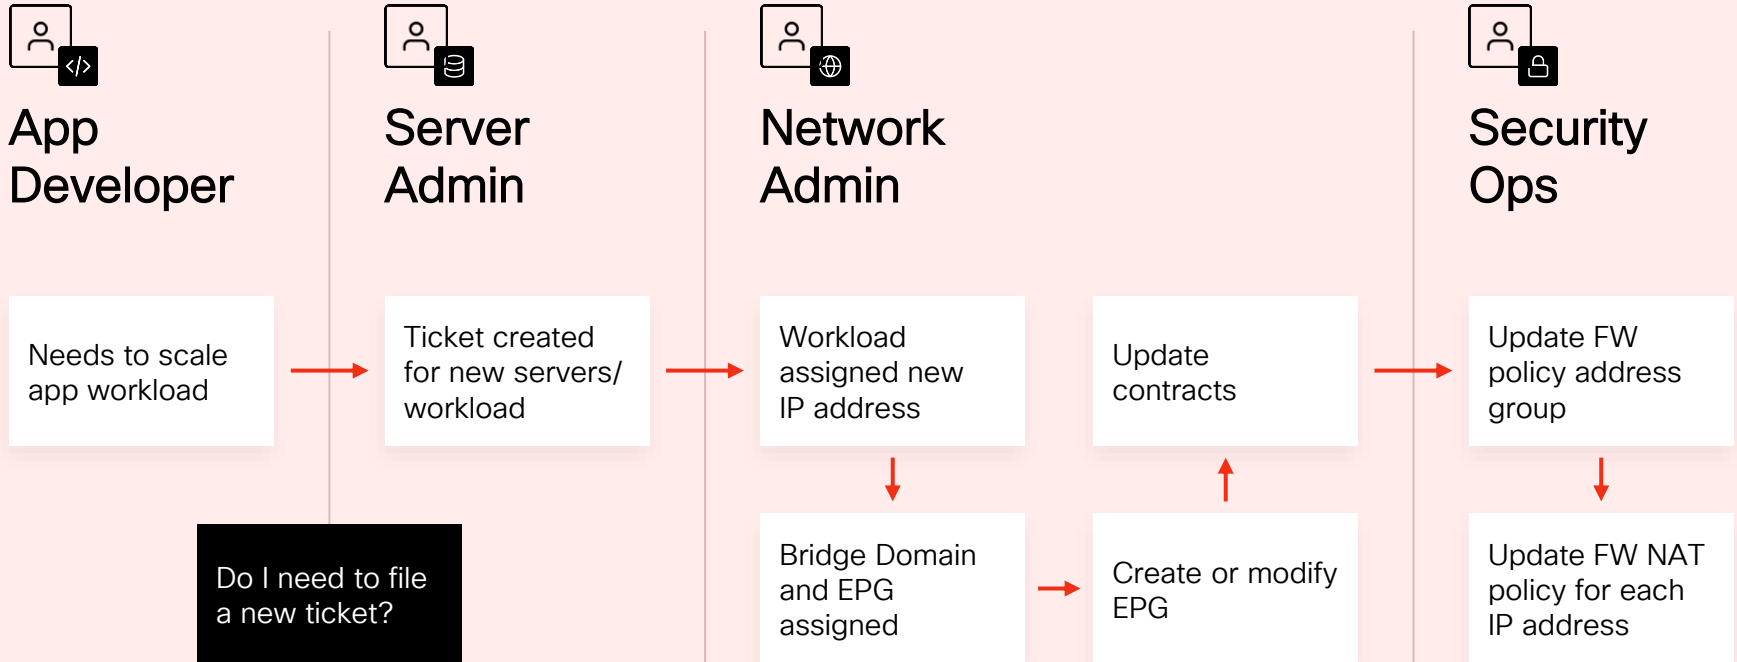 App
Developer
Server
Admin
Network
Admin
Security
Ops
Needs to scale
app workload
Ticket created
for new servers/
workload
Workload
assigned new
IP address
Update
contracts
Update FW
policy address
group
Do I need to file
a new ticket?
Bridge Domain
and EPG
assigned
Create or modify
EPG
Update FW NAT
policy for each
IP address